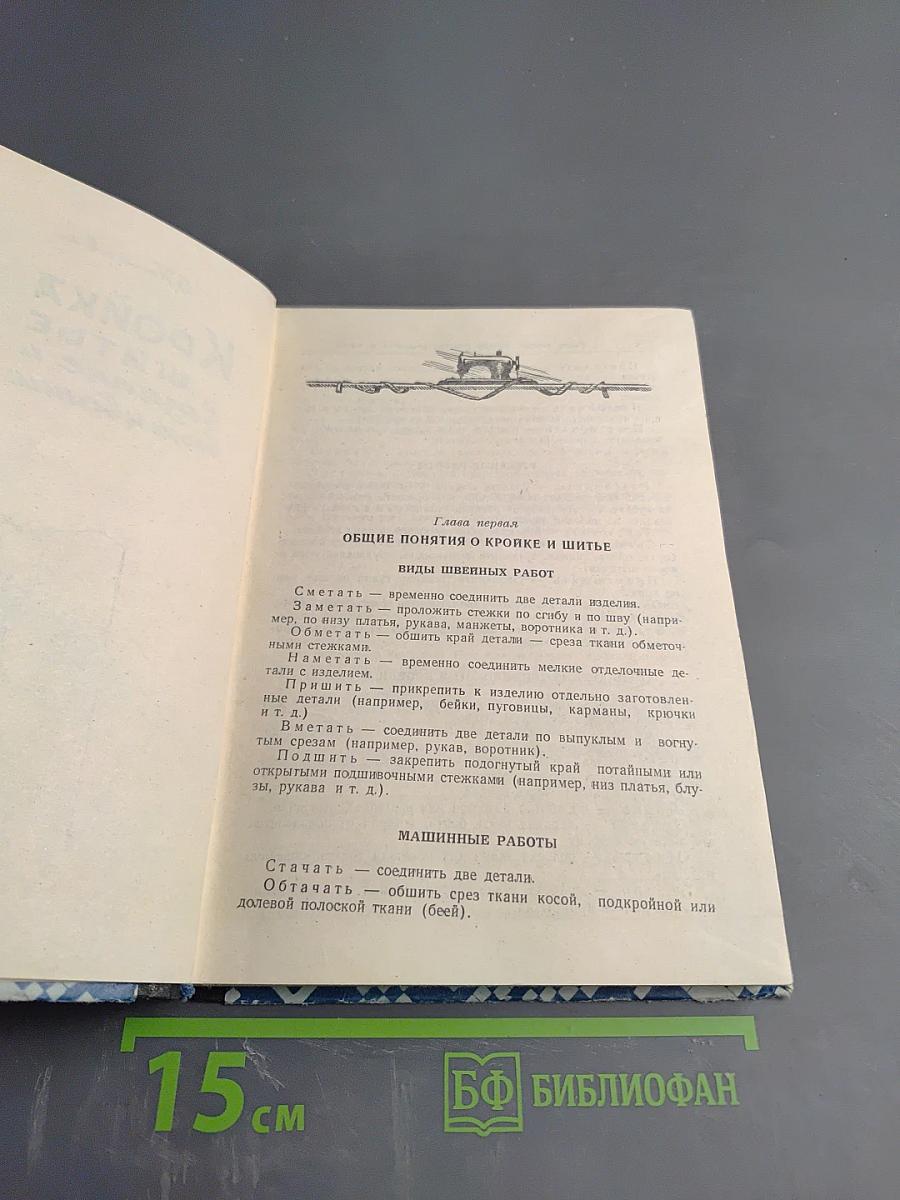 Глава первая
ОБЩИЕ ПОНЯТИЯ О КРОЙКЕ И ШИТЬЕ
ВИДЫ ШВЕЙНЫХ РАБОТ
Сметать — временно соединить две детали изделия.
Заметать — проложить стежки по сгибу и по шву (напри-
мер, по низу платья, рукава, манжеты, воротника и т. д.).
Обметать — обшить край детали — среза ткани обметоч-
ными стежками.
Наметать — временно соединить мелкие отделочные де-
тали с изделием.
Пришить — прикрепить к изделию отдельно заготовлен-
ные детали (например, бейки, пуговицы, карманы, крючки
и т. д.)
Вметать — соединить две детали по выпуклым и вогну-
тым срезам (например, рукав, воротник).
Подшить — закрепить подогнутый край потайными или
открытыми подшивочными стежками (например, низ платья, блу-
зы, рукава и т. д.).
МАШИННЫЕ РАБОТЫ
Стачать — соединить две детали.
Обтачать — обшить срез ткани косой, подкройной или
долевой полоской ткани (беей).
15 см
БФ БИБЛИОФАН